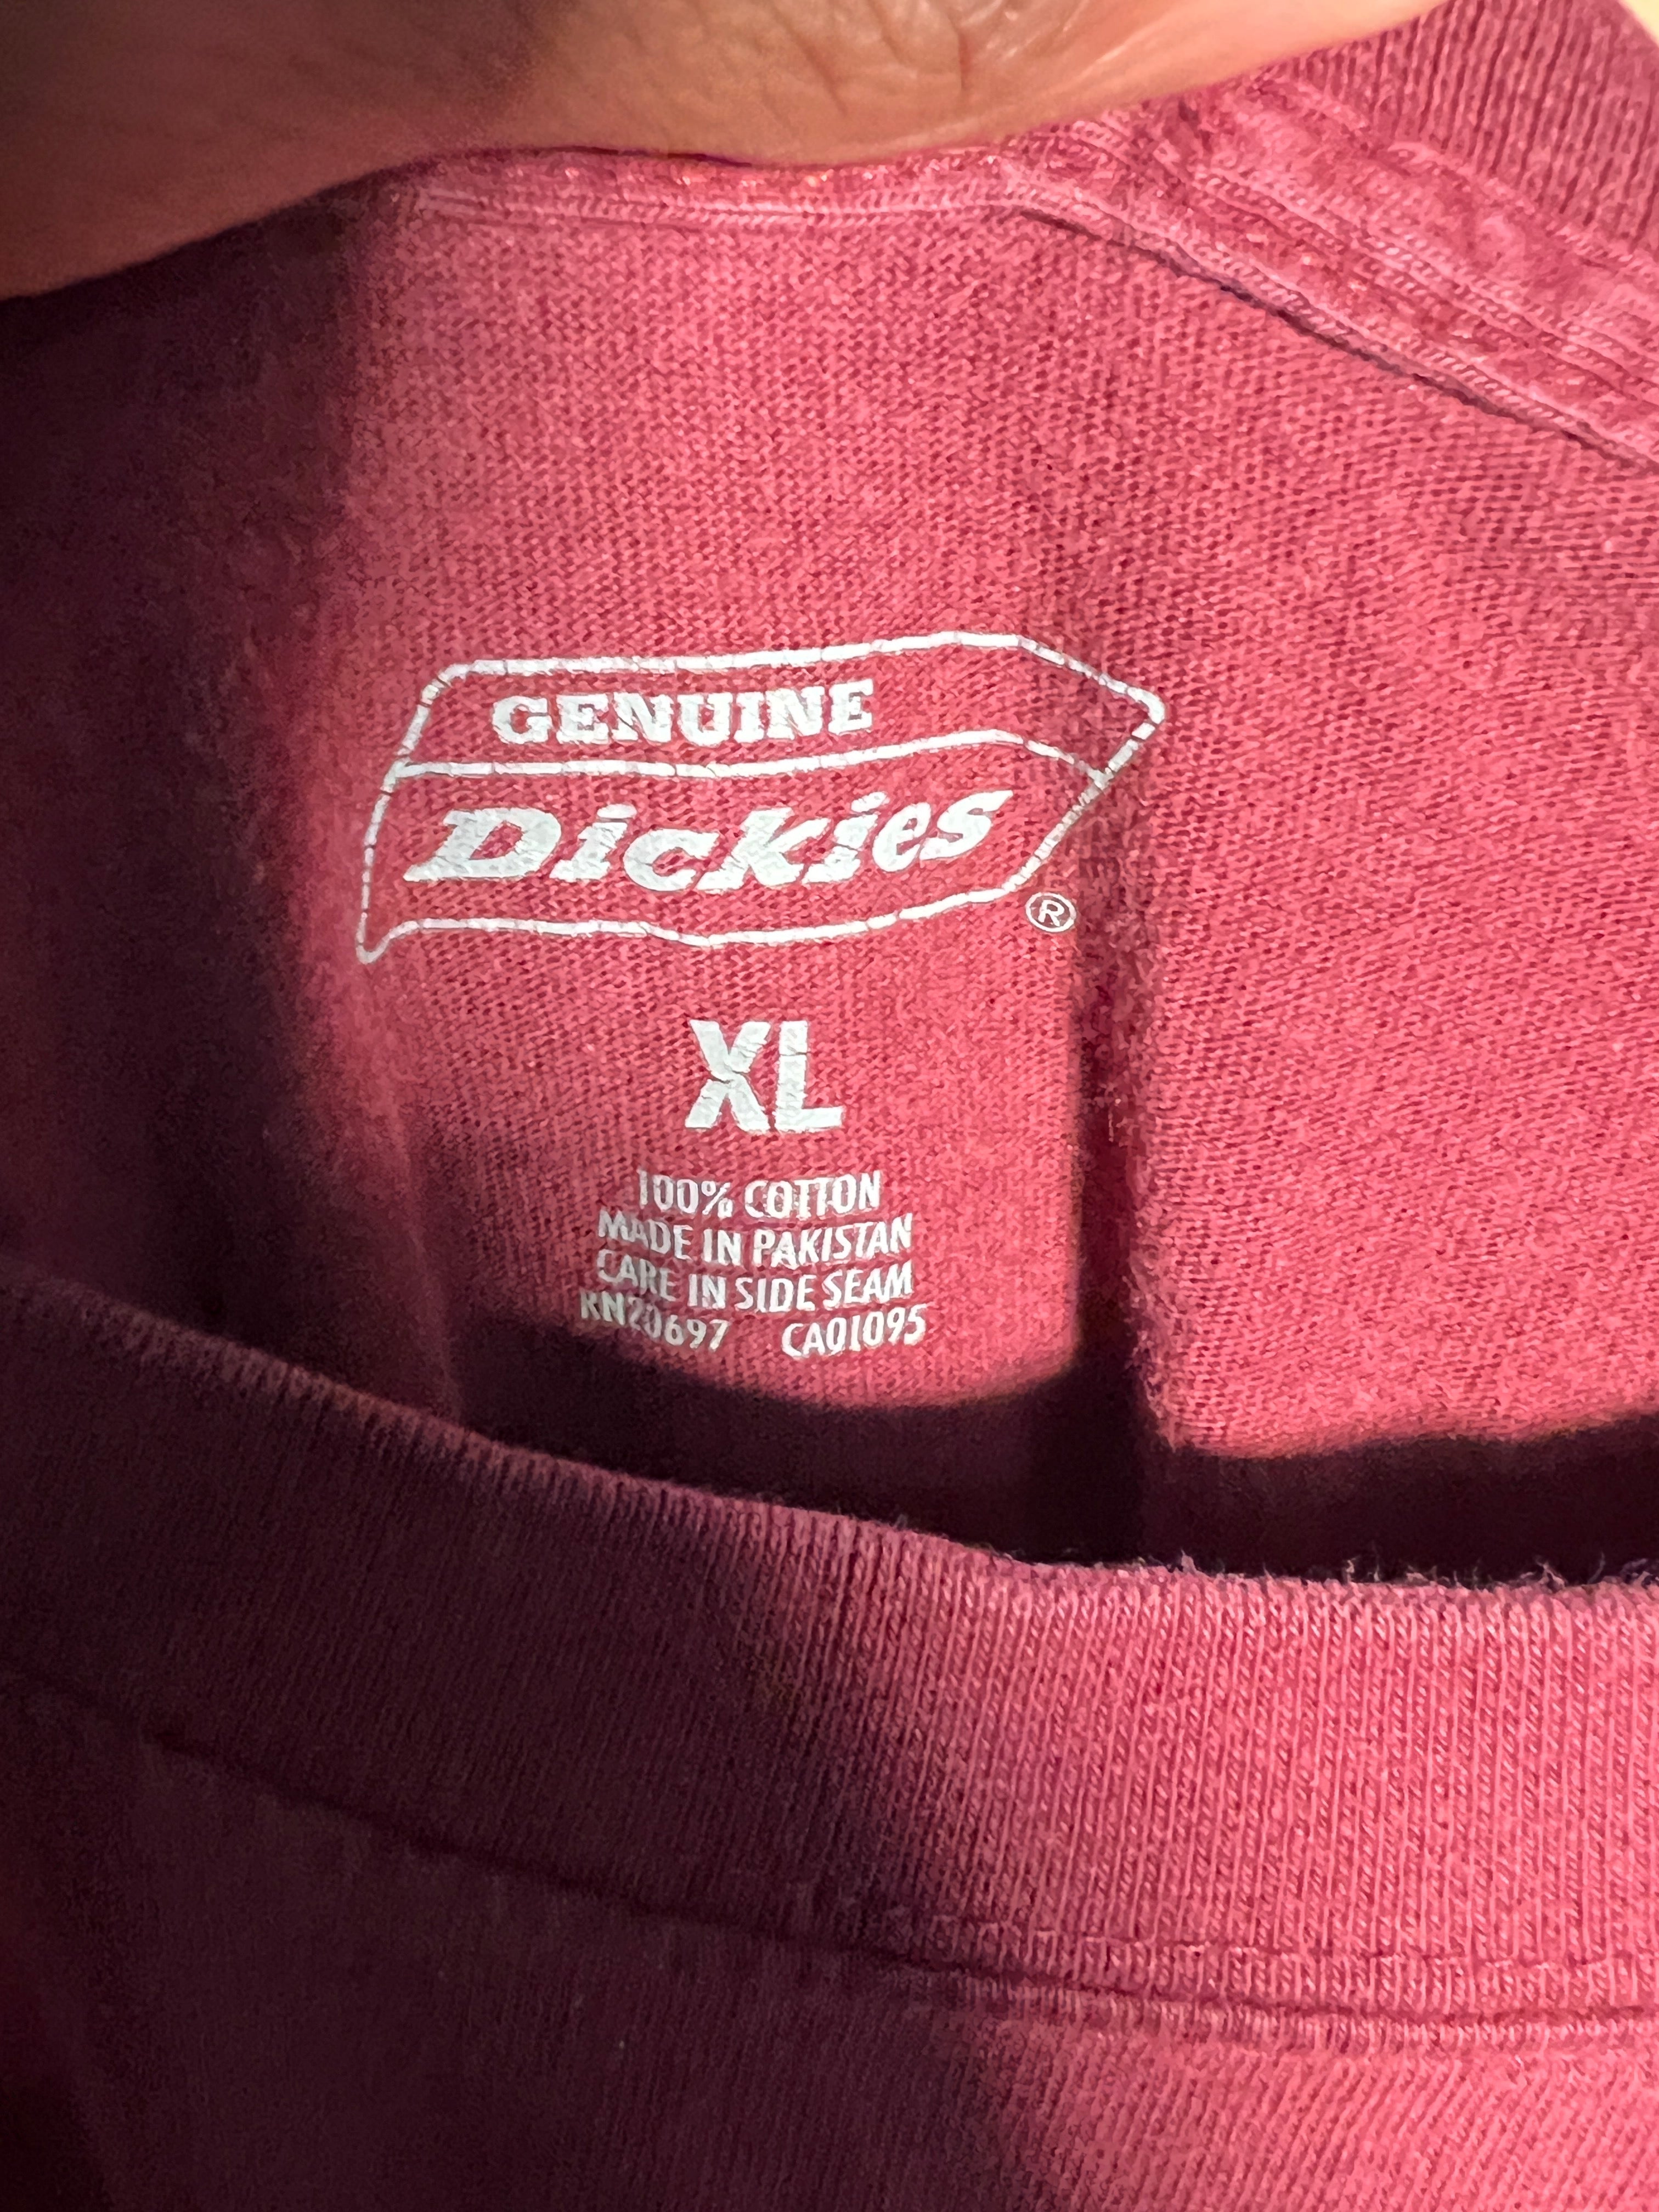 GENUINE
Dickies
®
XL
100% COTTON
MADE IN PAKISTAN
CARE IN SIDE SEAM
RN20697 CA01095